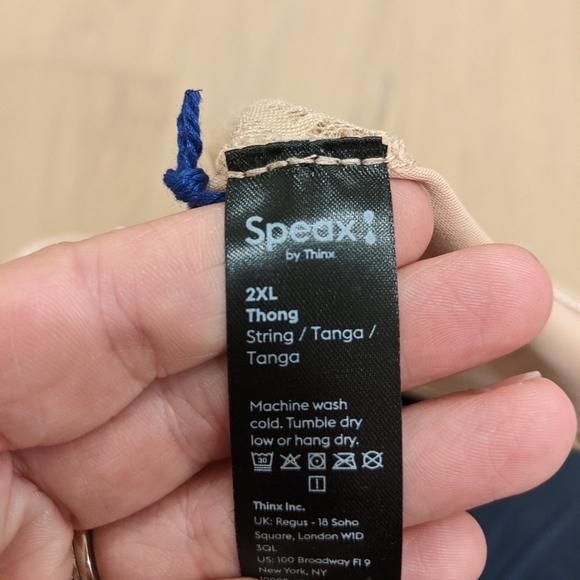 Speax
by Thinx
2XL
Thong
String / Tanga /
Tanga
Machine wash
cold. Tumble dry
low or hang dry.
30
Thinx Inc.
UK: Regus - 18 Soho
Square, London W1D
3QL
US: 100 Broadway Fl 9
New York, NY